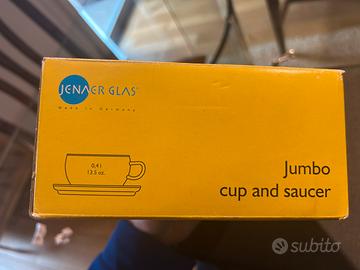 JENAER GLAS®
Made in Germany
0,4 l
13.5 oz.
Jumbo
cup and saucer
subito